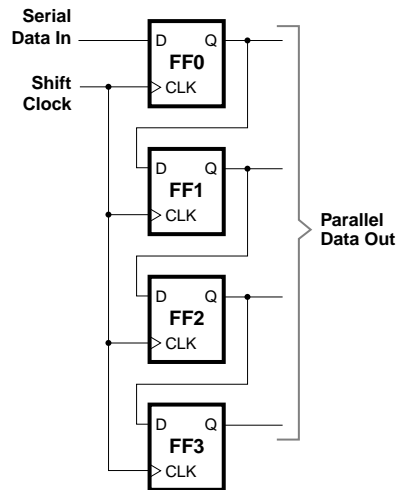 Serial
Data In
D Q
FF0
Shift
Clock
CLK
D Q
FF1
CLK
Parallel
Data Out
D Q
FF2
CLK
D Q
FF3
CLK